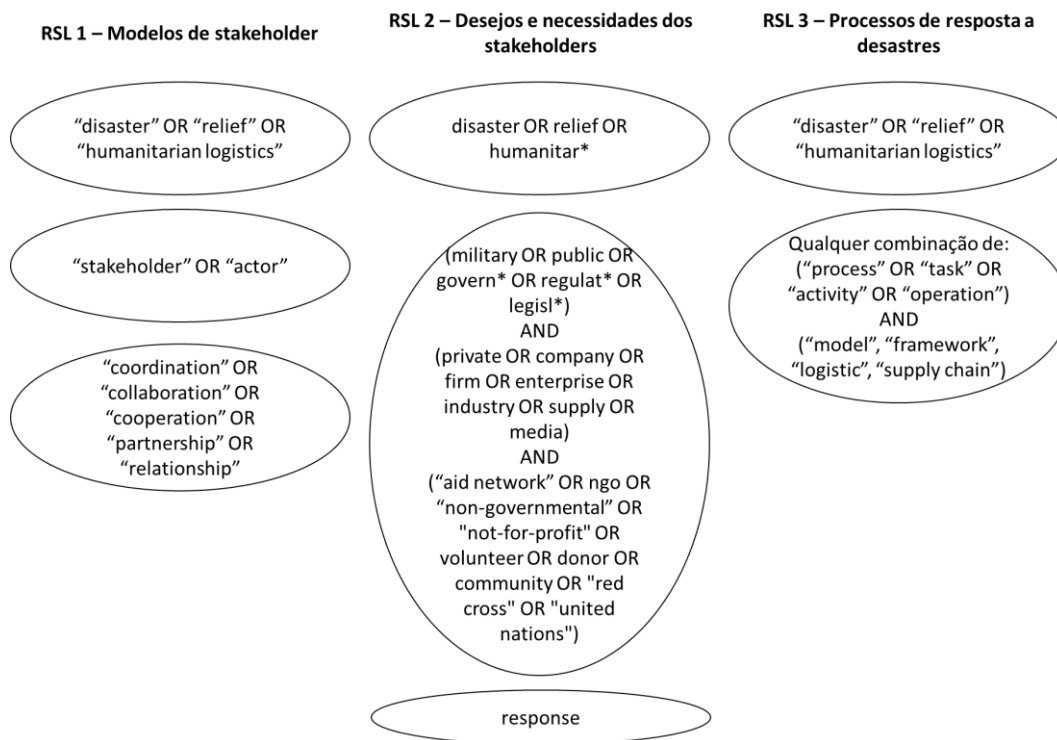 RSL 1 – Modelos de stakeholder
“disaster” OR “relief” OR
“humanitarian logistics”
“stakeholder” OR “actor”
“coordination” OR
“collaboration” OR
“cooperation” OR
“partnership” OR
“relationship”
RSL 2 – Desejos e necessidades dos
stakeholders
disaster OR relief OR
humanitar*
(military OR public OR
govern* OR regulat* OR
legisl*)
AND
(private OR company OR
firm OR enterprise OR
industry OR supply OR
media)
AND
(“aid network” OR ngo OR
“non-governmental” OR
"not-for-profit" OR
volunteer OR donor OR
community OR "red
cross" OR "united
nations")
response
RSL 3 – Processos de resposta a
desastres
“disaster” OR “relief” OR
“humanitarian logistics”
Qualquer combinação de:
(“process” OR “task” OR
“activity” OR “operation”)
AND
(“model”, “framework”,
“logistic”, “supply chain”)